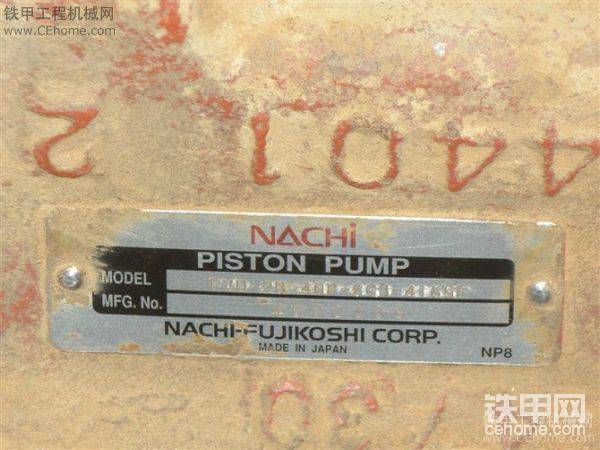 铁甲工程机械网
www.CEhome.com
4401 2
NACHi
PISTON PUMP
MODEL
MFG. No.
NACHI-FUJIKOSHI CORP.
MADE IN JAPAN
NP8
730
铁甲网
cehome.com